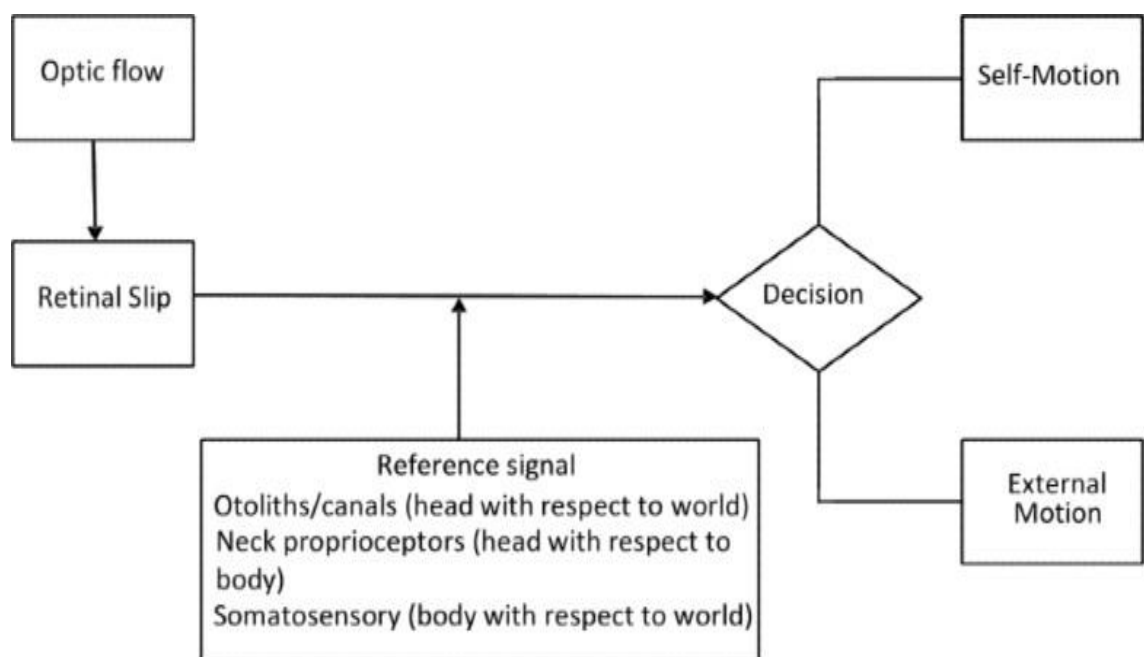 Optic flow
Self-Motion
Retinal Slip
Decision
Reference signal
Otoliths/canals (head with respect to world)
Neck proprioceptors (head with respect to
body)
Somatosensory (body with respect to world)
External
Motion